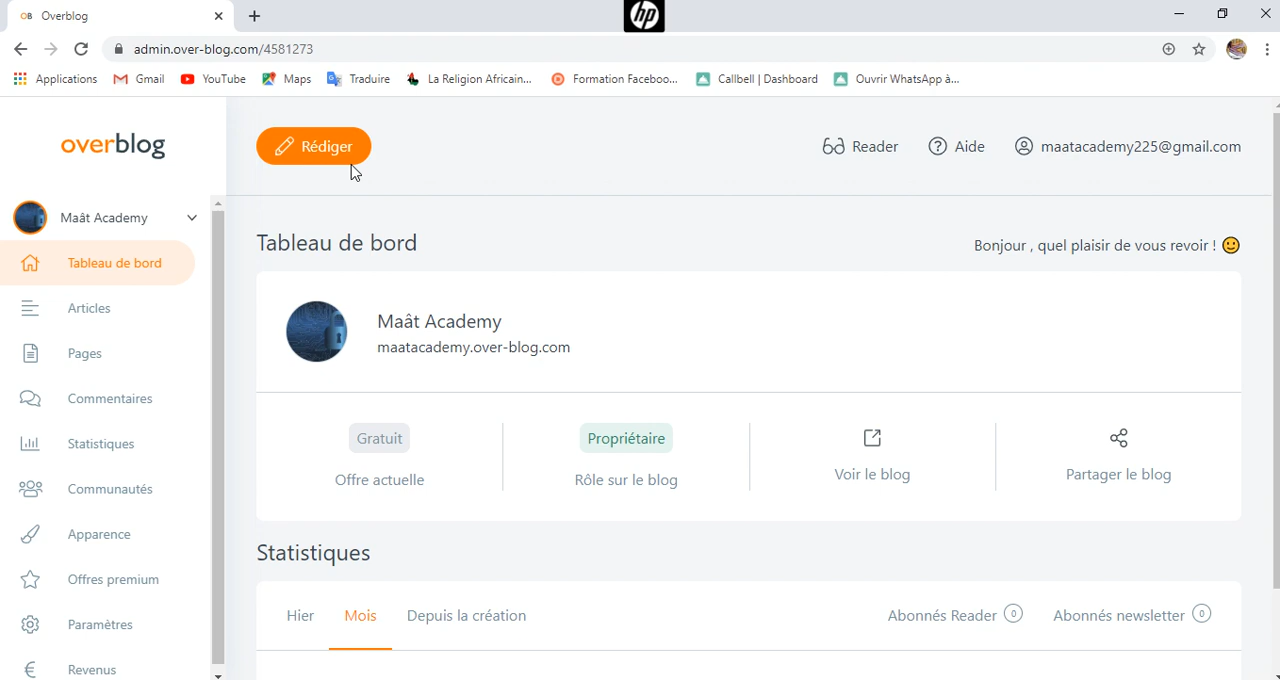 OB Overblog
hp
admin.over-blog.com/4581273
Applications Gmail YouTube Maps Traduire La Religion Africain... Formation Faceboo... Callbell | Dashboard Ouvrir WhatsApp à...
overblog
Rédiger
Reader Aide maatacademy225@gmail.com
Maât Academy
Tableau de bord
Articles
Pages
Commentaires
Statistiques
Communautés
Apparence
Offres premium
Paramètres
Revenus
Tableau de bord
Bonjour , quel plaisir de vous revoir !
Maât Academy
maatacademy.over-blog.com
Gratuit
Offre actuelle
Propriétaire
Rôle sur le blog
Voir le blog
Partager le blog
Statistiques
Hier Mois Depuis la création
Abonnés Reader 0 Abonnés newsletter 0